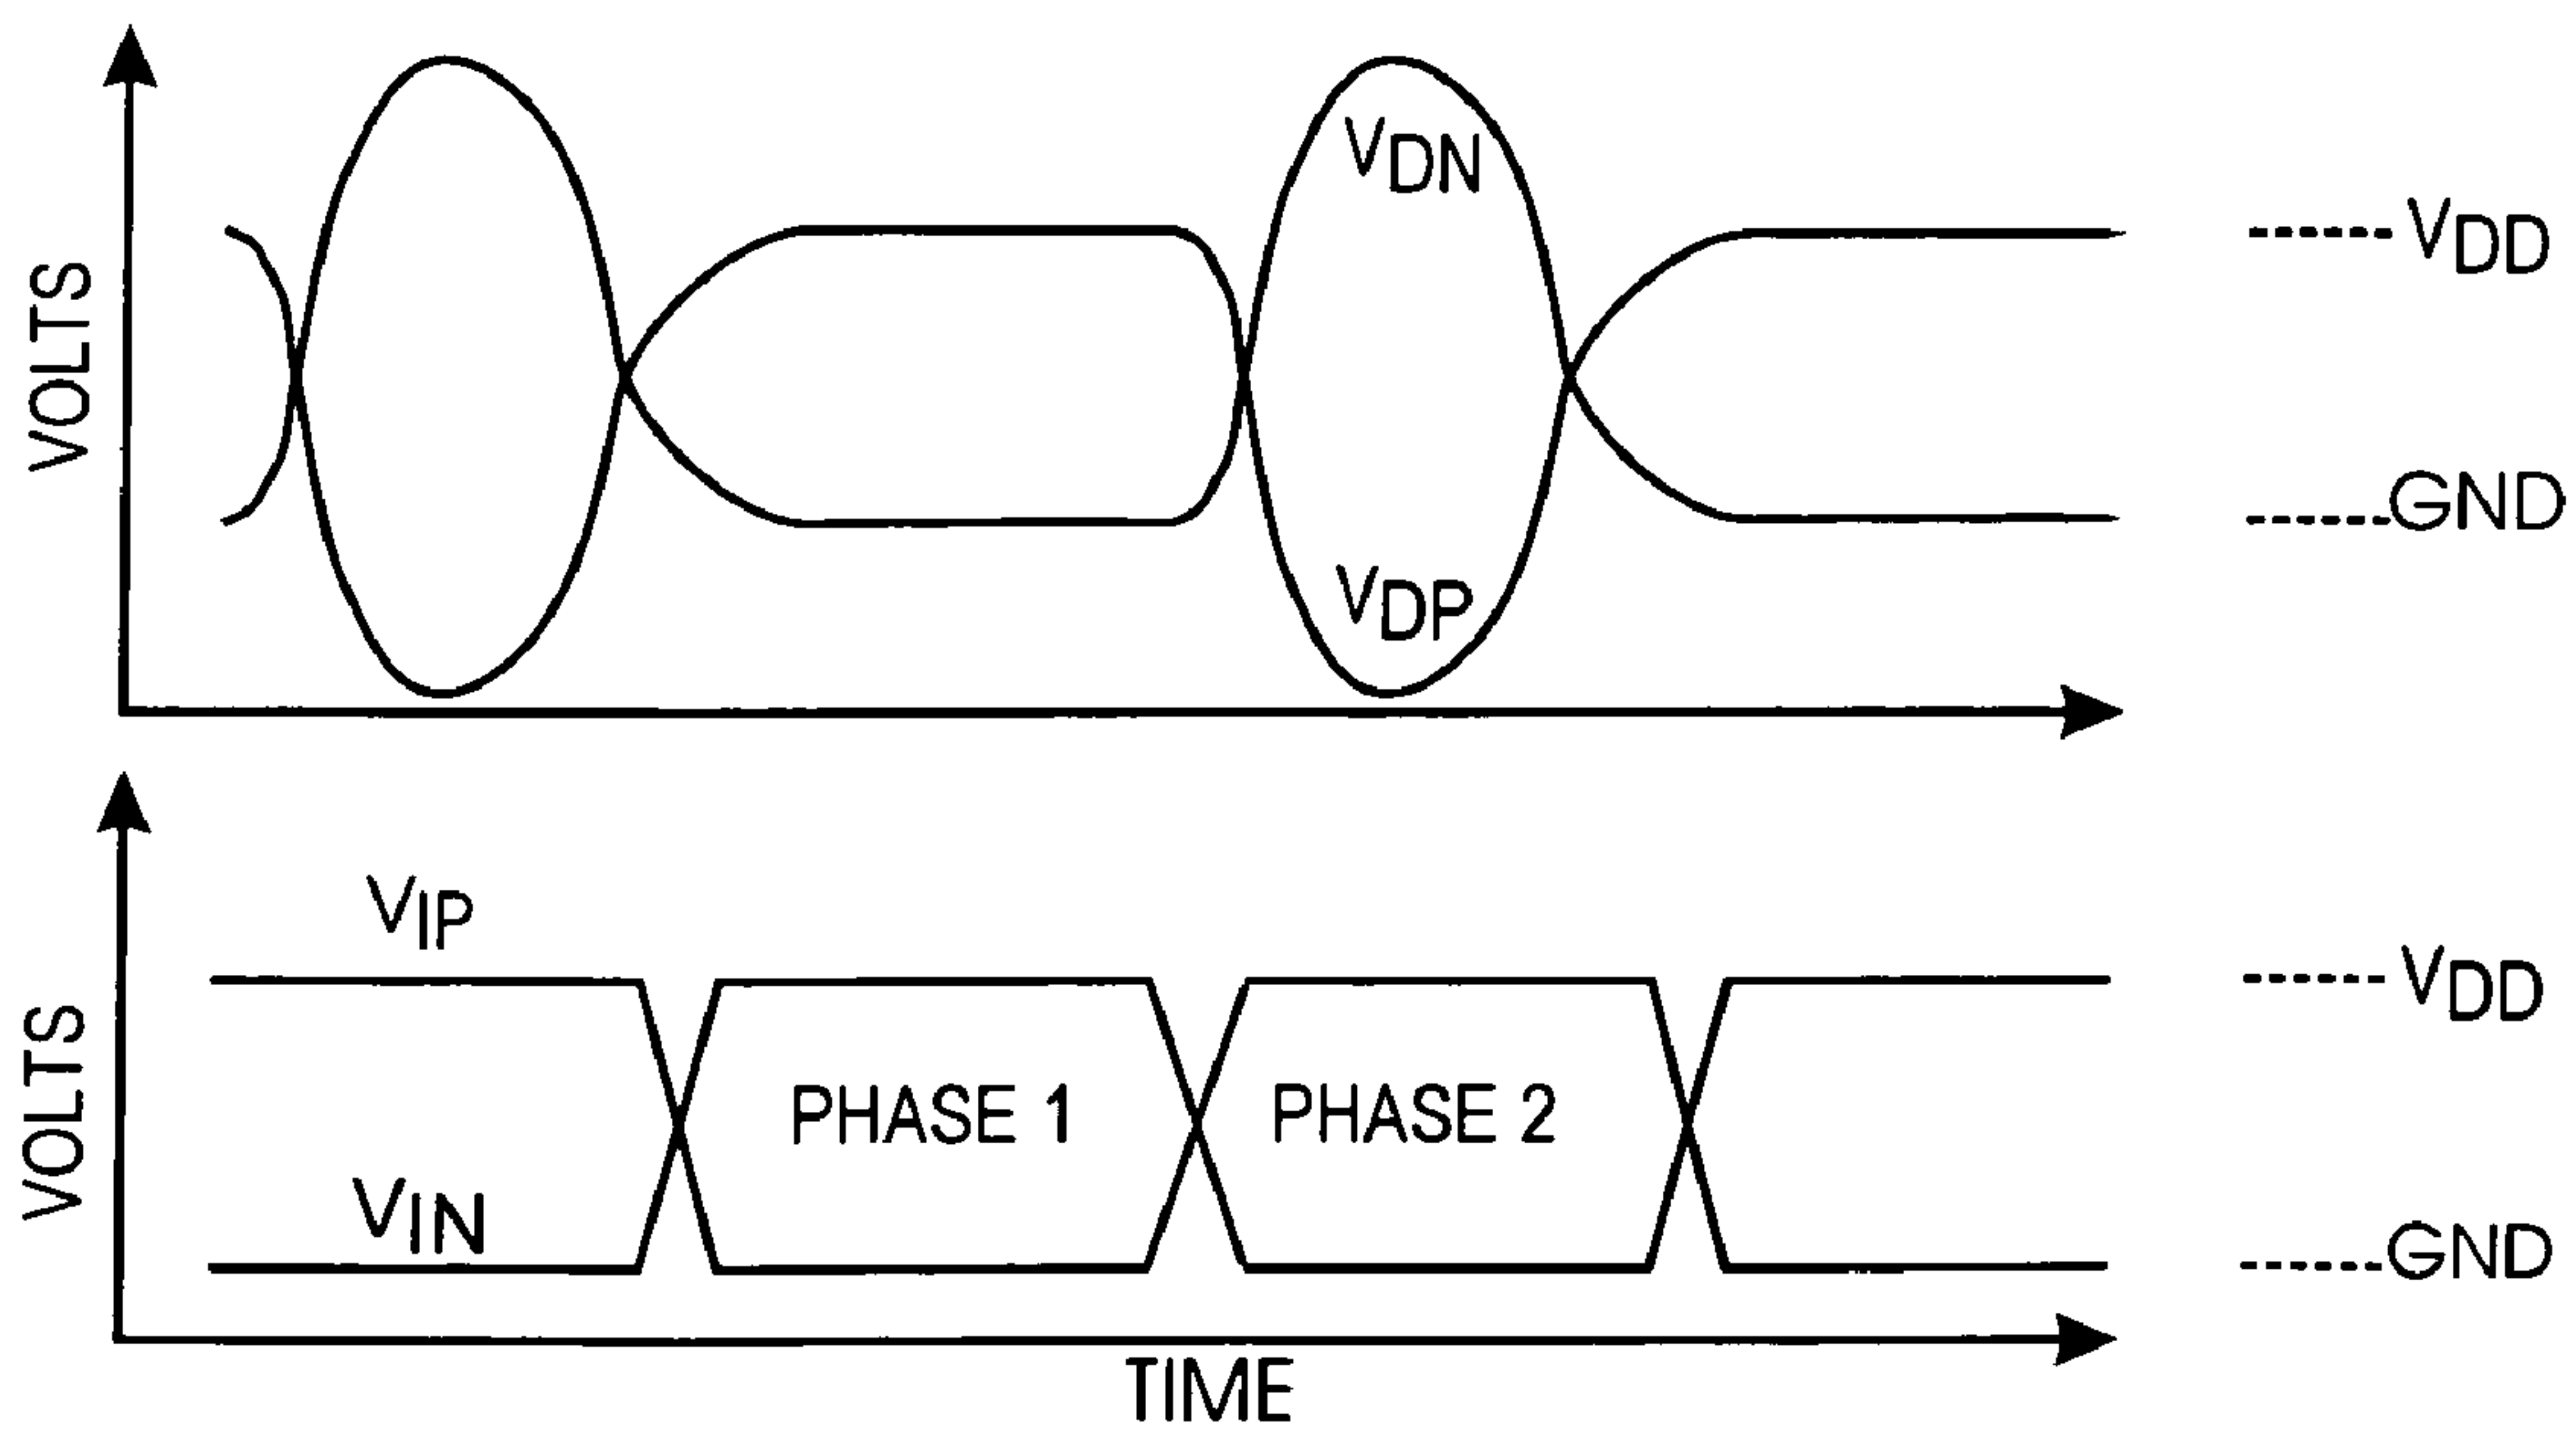 VOLTS
VDN
VDP
VDD
GND
VOLTS
VIP
VIN
PHASE 1
PHASE 2
VDD
GND
TIME